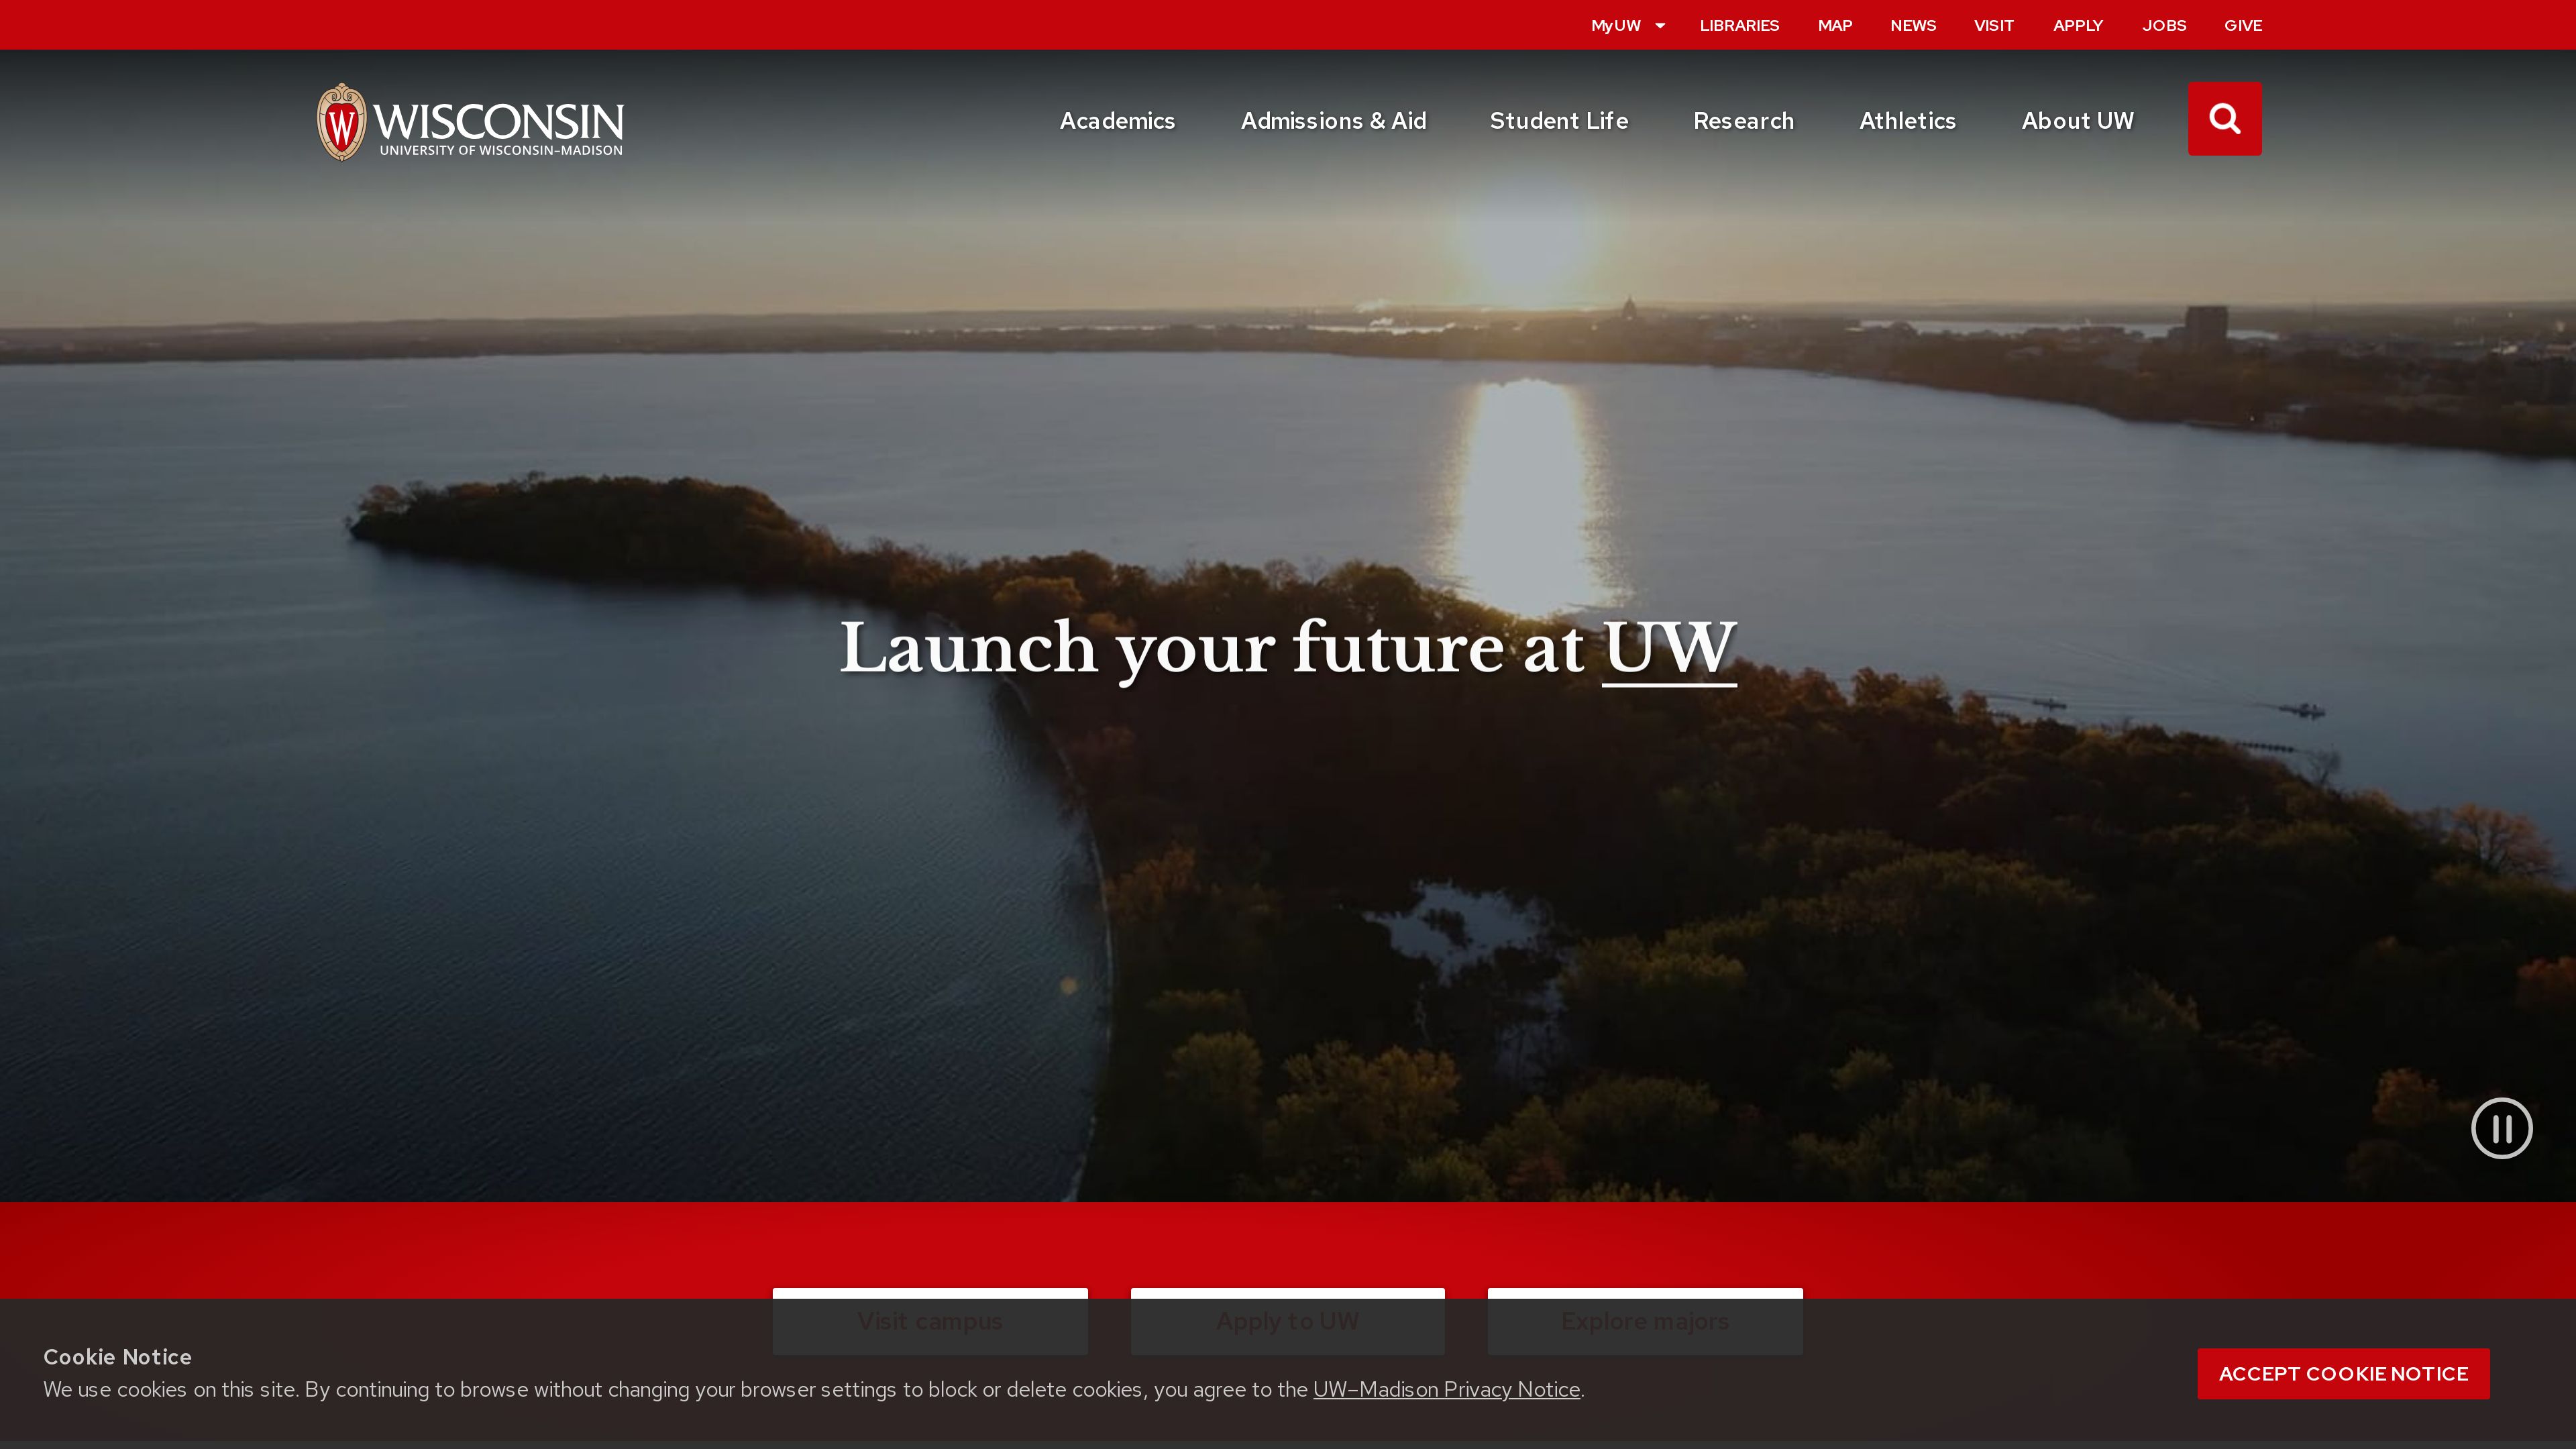 MyUW LIBRARIES MAP NEWS VISIT APPLY JOBS GIVE
W WISCONSIN
UNIVERSITY OF WISCONSIN–MADISON
Academics Admissions & Aid Student Life Research Athletics About UW
Launch your future at UW
Visit campus Apply to UW Explore majors
Cookie Notice
We use cookies on this site. By continuing to browse without changing your browser settings to block or delete cookies, you agree to the UW–Madison Privacy Notice.
ACCEPT COOKIE NOTICE